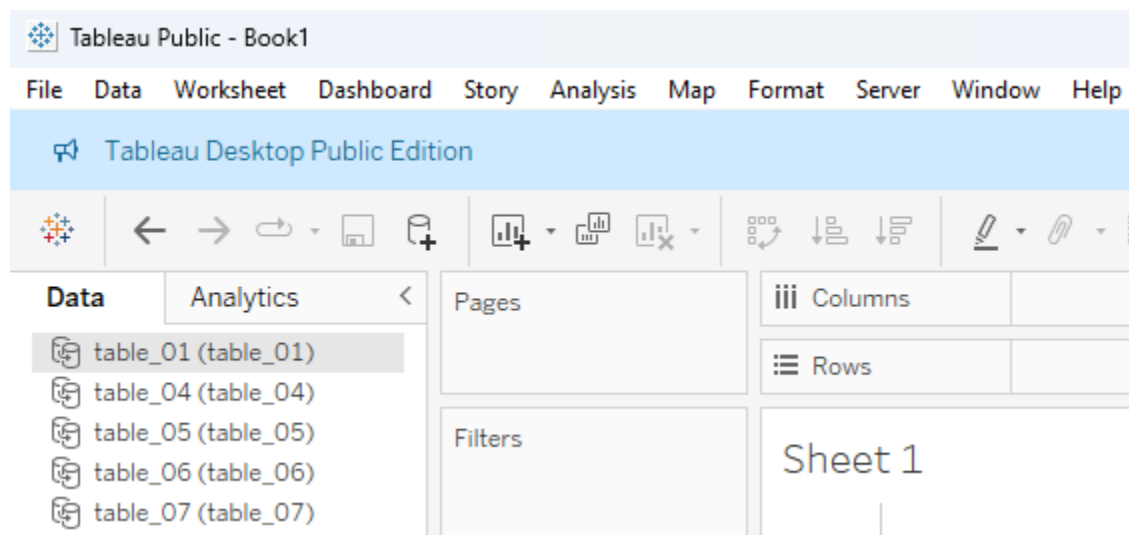 Tableau Public - Book1
File Data Worksheet Dashboard Story Analysis Map Format Server Window Help
Tableau Desktop Public Edition
Data Analytics
table_01 (table_01)
table_04 (table_04)
table_05 (table_05)
table_06 (table_06)
table_07 (table_07)
Pages
Filters
Columns
Rows
Sheet 1